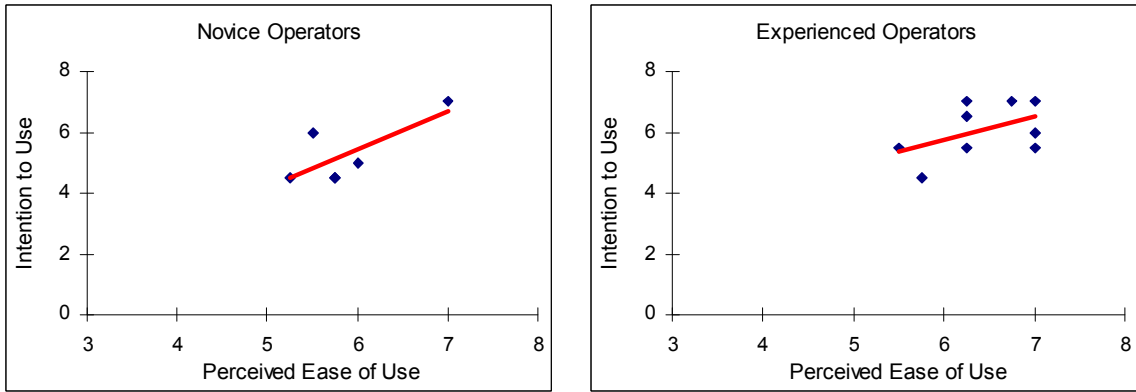 Novice Operators
8
6
4
2
0
3 4 5 6 7 8
Intention to Use
Perceived Ease of Use
Experienced Operators
8
6
4
2
0
3 4 5 6 7 8
Intention to Use
Perceived Ease of Use